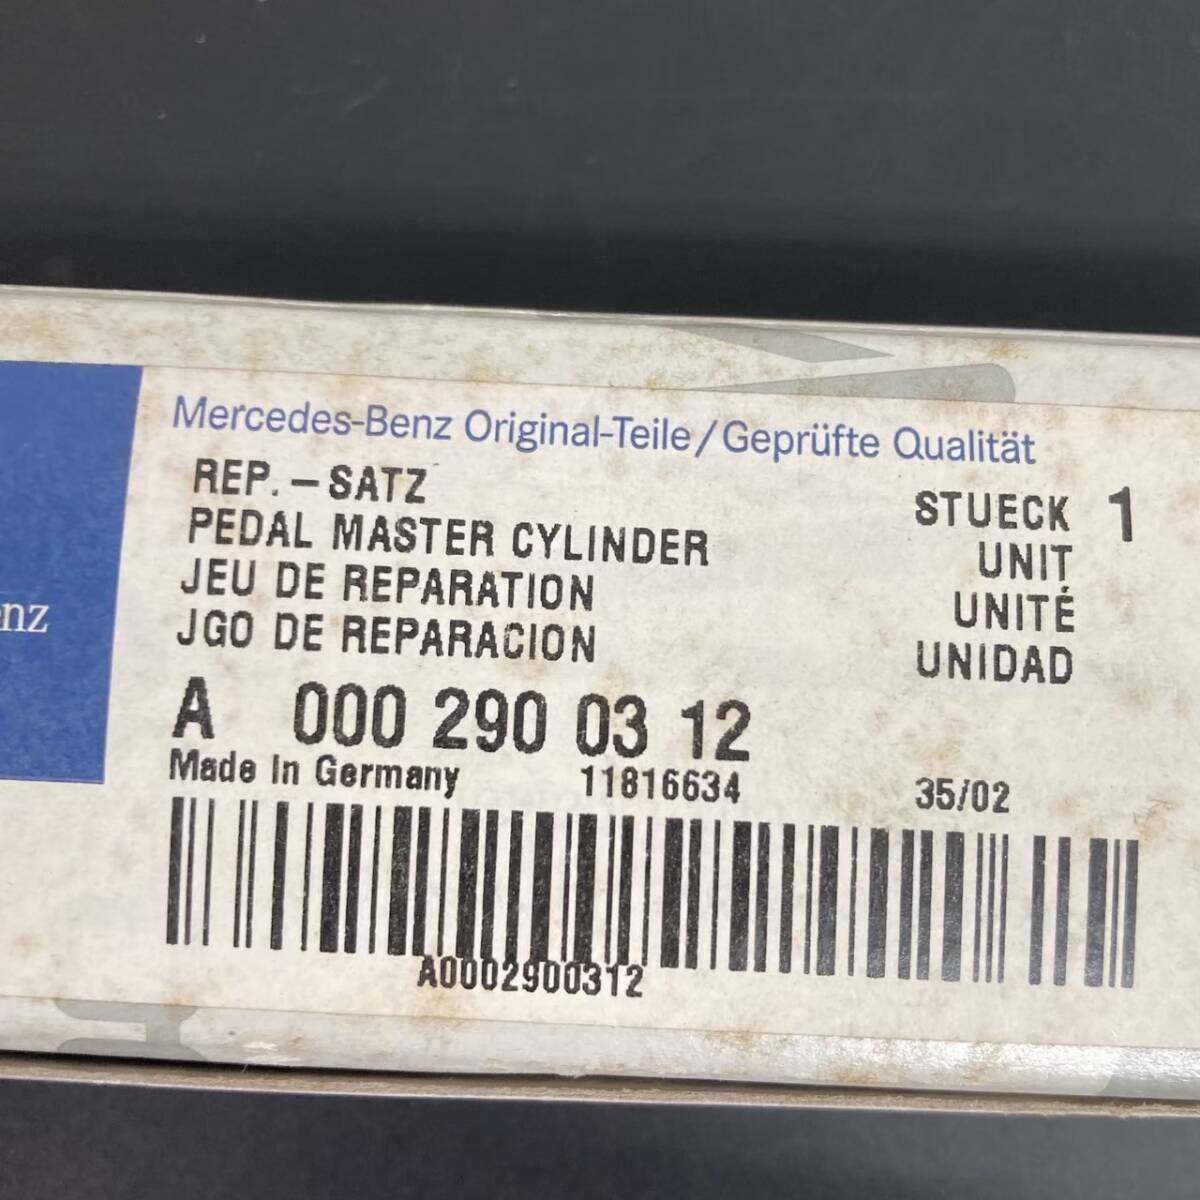 Mercedes-Benz Original-Teile/Geprüfte Qualität
REP.-SATZ
PEDAL MASTER CYLINDER
JEU DE REPARATION
JGO DE REPARACION
STUECK 1
UNIT
UNITÉ
UNIDAD
A 000 290 03 12
Made In Germany 11816634 35/02
A0002900312